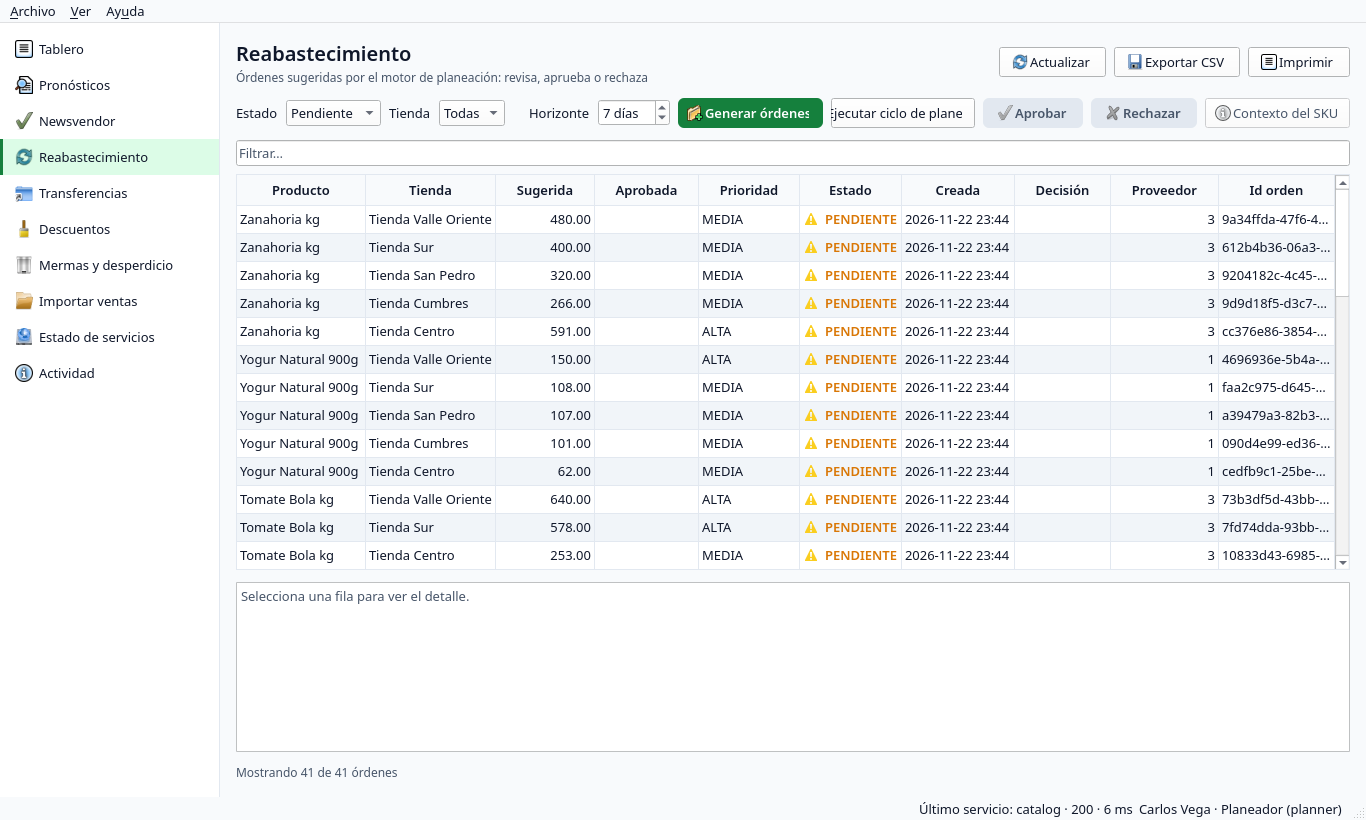 Archivo Ver Ayuda
Tablero
Pronósticos
Newsvendor
Reabastecimiento
Transferencias
Descuentos
Mermas y desperdicio
Importar ventas
Estado de servicios
Actividad
Reabastecimiento
Órdenes sugeridas por el motor de planeación: revisa, aprueba o rechaza
Actualizar Exportar CSV Imprimir
Estado Pendiente Tienda Todas Horizonte 7 días Generar órdenes Ejecutar ciclo de plane Aprobar Rechazar Contexto del SKU
Filtrar...
Producto Tienda Sugerida Aprobada Prioridad Estado Creada Decisión Proveedor Id orden
Zanahoria kg Tienda Valle Oriente 480.00 MEDIA PENDIENTE 2026-11-22 23:44 3 9a34ffda-47f6-4...
Zanahoria kg Tienda Sur 400.00 MEDIA PENDIENTE 2026-11-22 23:44 3 612b4b36-06a3-...
Zanahoria kg Tienda San Pedro 320.00 MEDIA PENDIENTE 2026-11-22 23:44 3 9204182c-4c45-...
Zanahoria kg Tienda Cumbres 266.00 MEDIA PENDIENTE 2026-11-22 23:44 3 9d9d18f5-d3c7-...
Zanahoria kg Tienda Centro 591.00 ALTA PENDIENTE 2026-11-22 23:44 3 cc376e86-3854-...
Yogur Natural 900g Tienda Valle Oriente 150.00 ALTA PENDIENTE 2026-11-22 23:44 1 4696936e-5b4a-...
Yogur Natural 900g Tienda Sur 108.00 MEDIA PENDIENTE 2026-11-22 23:44 1 faa2c975-d645-...
Yogur Natural 900g Tienda San Pedro 107.00 MEDIA PENDIENTE 2026-11-22 23:44 1 a39479a3-82b3-...
Yogur Natural 900g Tienda Cumbres 101.00 MEDIA PENDIENTE 2026-11-22 23:44 1 090d4e99-ed36-...
Yogur Natural 900g Tienda Centro 62.00 MEDIA PENDIENTE 2026-11-22 23:44 1 cedfb9c1-25be-...
Tomate Bola kg Tienda Valle Oriente 640.00 ALTA PENDIENTE 2026-11-22 23:44 3 73b3df5d-43bb-...
Tomate Bola kg Tienda Sur 578.00 ALTA PENDIENTE 2026-11-22 23:44 3 7fd74dda-93bb-...
Tomate Bola kg Tienda Centro 253.00 MEDIA PENDIENTE 2026-11-22 23:44 3 10833d43-6985-...
Selecciona una fila para ver el detalle.
Mostrando 41 de 41 órdenes
Último servicio: catalog · 200 · 6 ms Carlos Vega · Planeador (planner)